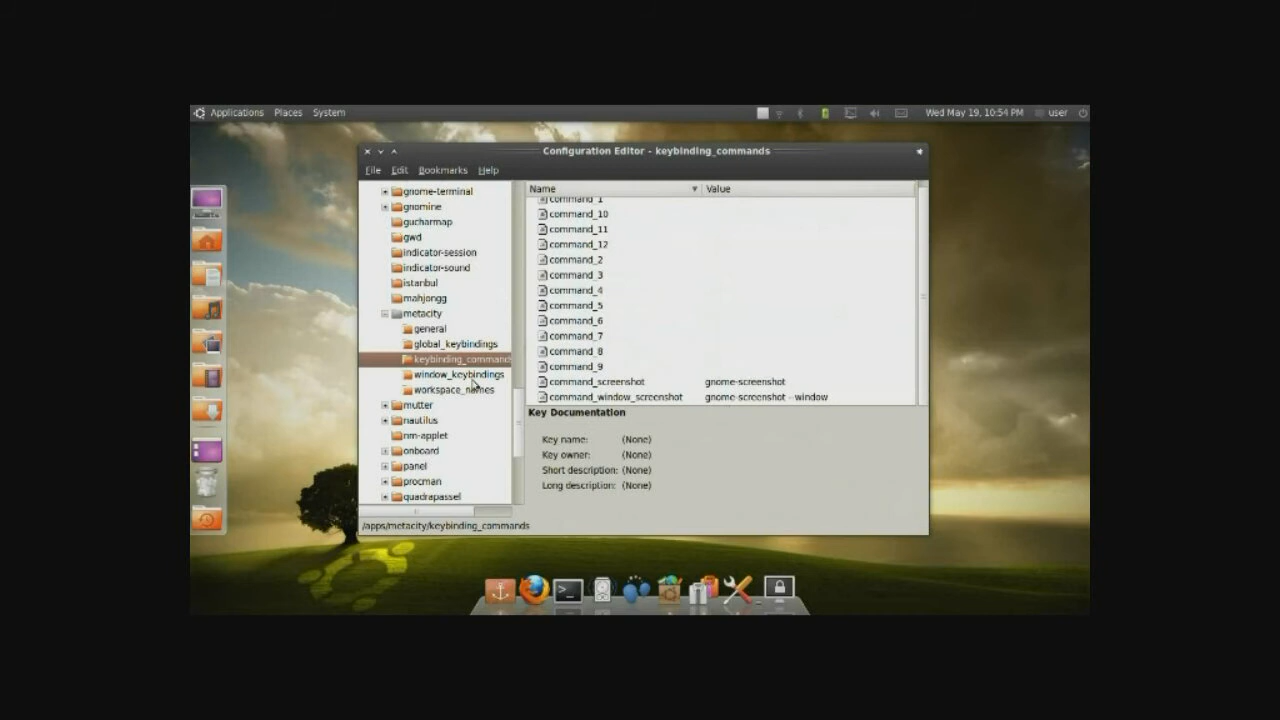 Applications Places System Wed May 19, 10:54 PM user
Configuration Editor - keybinding_commands
File Edit Bookmarks Help
Name Value
gnome-terminal
gnomine
gucharmap
gwd
indicator-session
indicator-sound
istanbul
mahjongg
metacity
general
global_keybindings
keybinding_command
window_keybindings
workspace_names
mutter
nautilus
nm-applet
onboard
panel
procman
quadrapassel
command_1
command_10
command_11
command_12
command_2
command_3
command_4
command_5
command_6
command_7
command_8
command_9
command_screenshot gnome-screenshot
command_window_screenshot gnome-screenshot --window
Key Documentation
Key name: (None)
Key owner: (None)
Short description: (None)
Long description: (None)
/apps/metacity/keybinding_commands